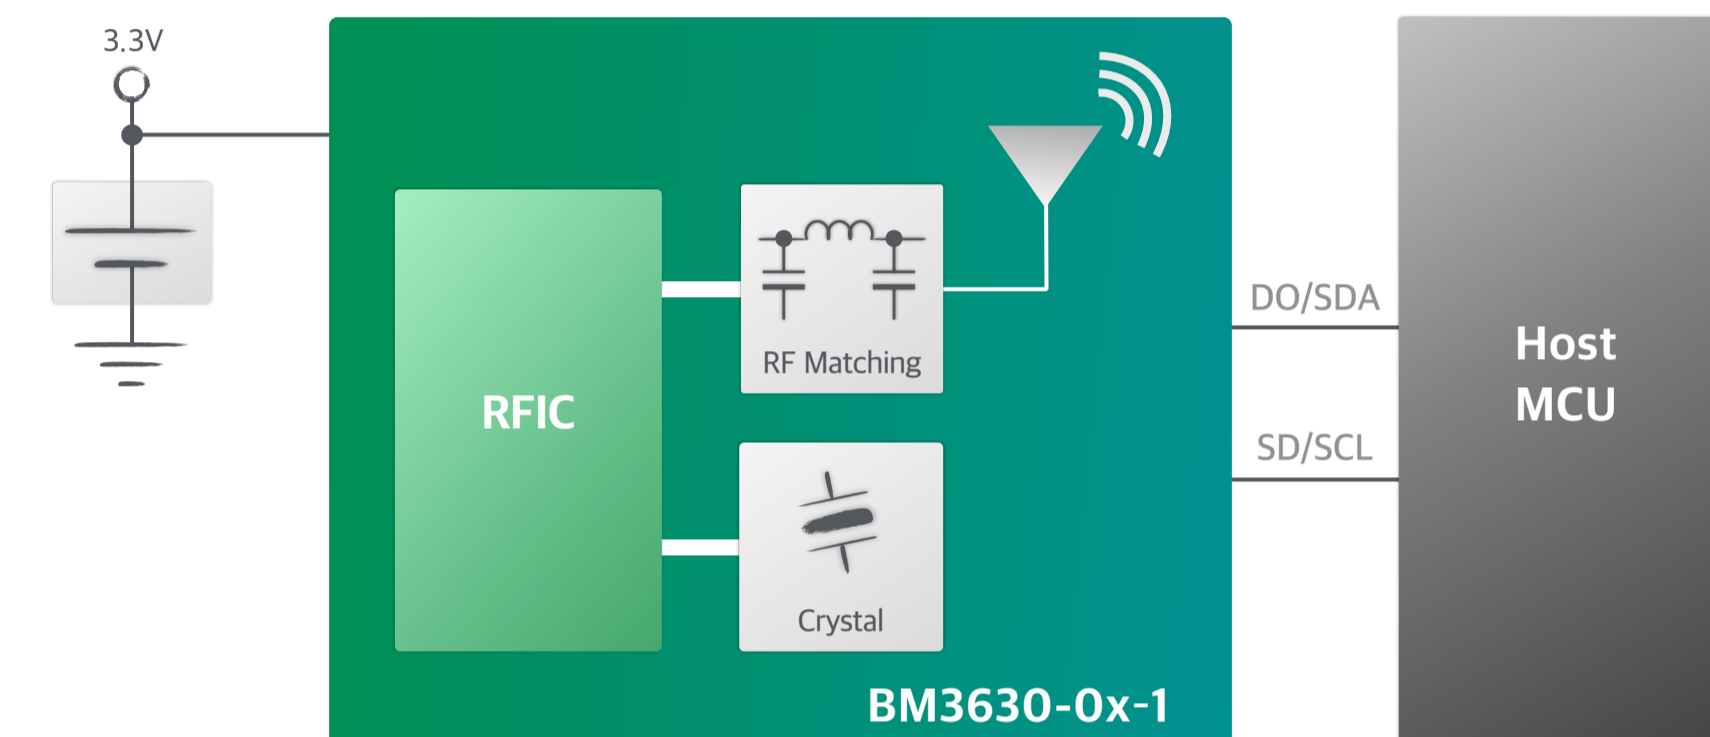 3.3V
RFIC
RF Matching
Crystal
BM3630-0x-1
DO/SDA
SD/SCL
Host
MCU